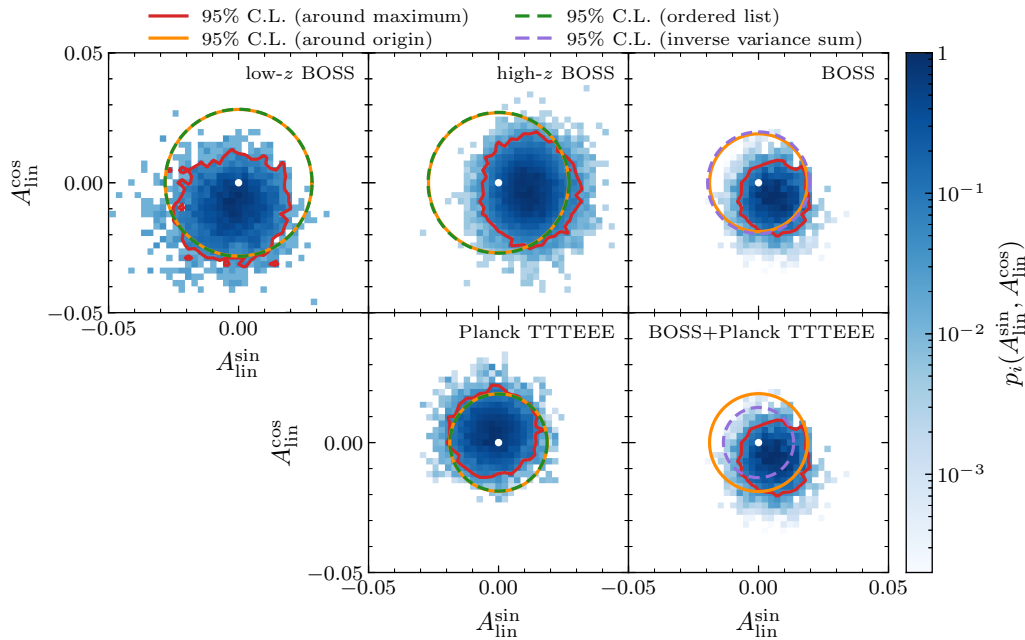 95% C.L. (around maximum)
95% C.L. (ordered list)
95% C.L. (around origin)
95% C.L. (inverse variance sum)
0.05
low-z BOSS
high-z BOSS
BOSS
1
0.00
A_lin^cos
10^−1
−0.05
−0.05
0.00
Planck TTTEEE
BOSS+Planck TTTEEE
10^−2
p_i(A_lin^sin, A_lin^cos)
A_lin^sin
0.00
A_lin^cos
10^−3
−0.05
−0.05
0.00
−0.05
0.00
0.05
A_lin^sin
A_lin^sin